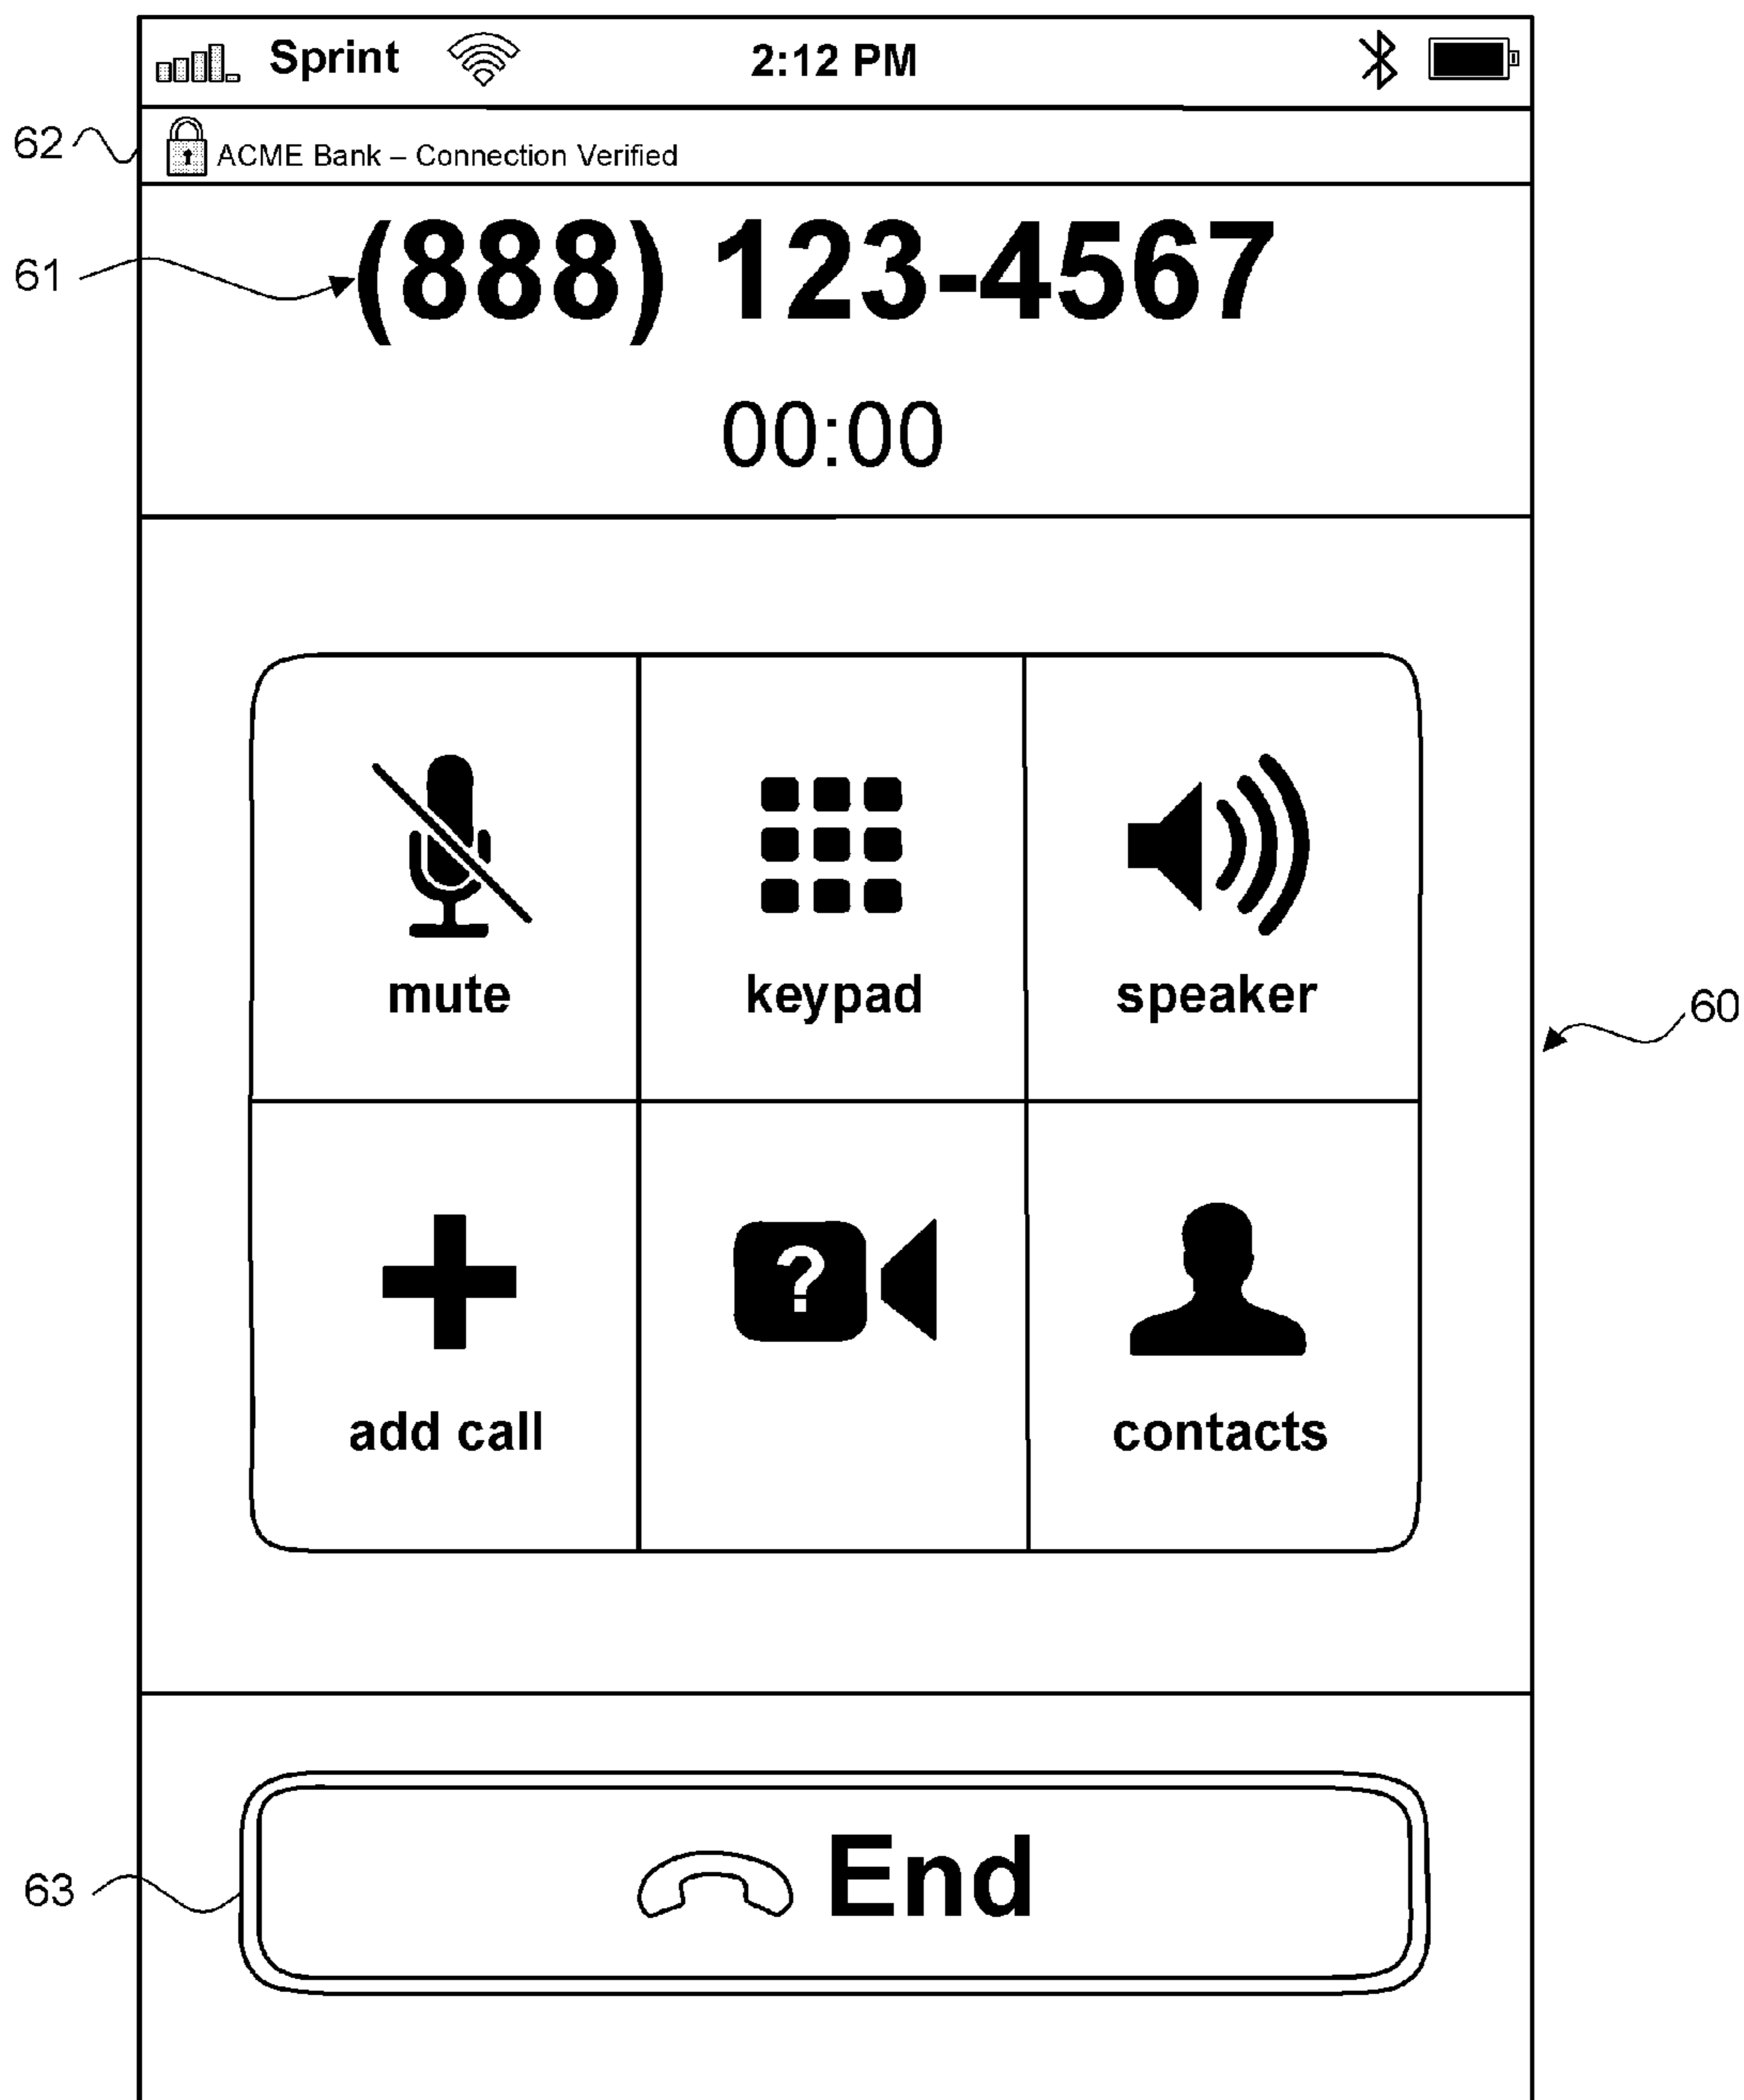 Sprint 2:12 PM
62 ACME Bank – Connection Verified
61 (888) 123-4567
00:00
mute keypad speaker
60
?
add call contacts
63 End